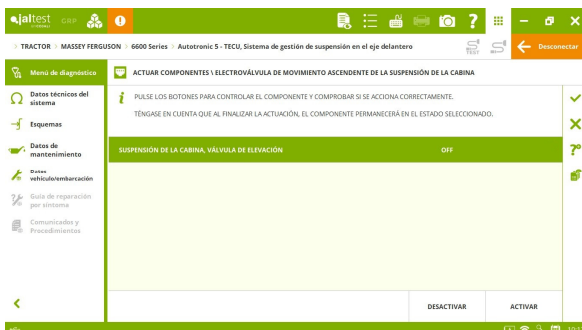 jaltest GRP
TRACTOR > MASSEY FERGUSON > 6600 Series > Autotronic 5 - TECU, Sistema de gestión de suspensión en el eje delantero
TEST
Desconectar
Menú de diagnóstico
Datos técnicos del
sistema
Esquemas
Datos de
mantenimiento
Datos
vehículo/embarcación
Guía de reparación
por síntoma
Comunicados y
Procedimientos
ACTUAR COMPONENTES \ ELECTROVÁLVULA DE MOVIMIENTO ASCENDENTE DE LA SUSPENSIÓN DE LA CABINA
PULSE LOS BOTONES PARA CONTROLAR EL COMPONENTE Y COMPROBAR SI SE ACCIONA CORRECTAMENTE.
TÉNGASE EN CUENTA QUE AL FINALIZAR LA ACTUACIÓN, EL COMPONENTE PERMANECERÁ EN EL ESTADO SELECCIONADO.
SUSPENSIÓN DE LA CABINA, VÁLVULA DE ELEVACIÓN OFF
DESACTIVAR ACTIVAR